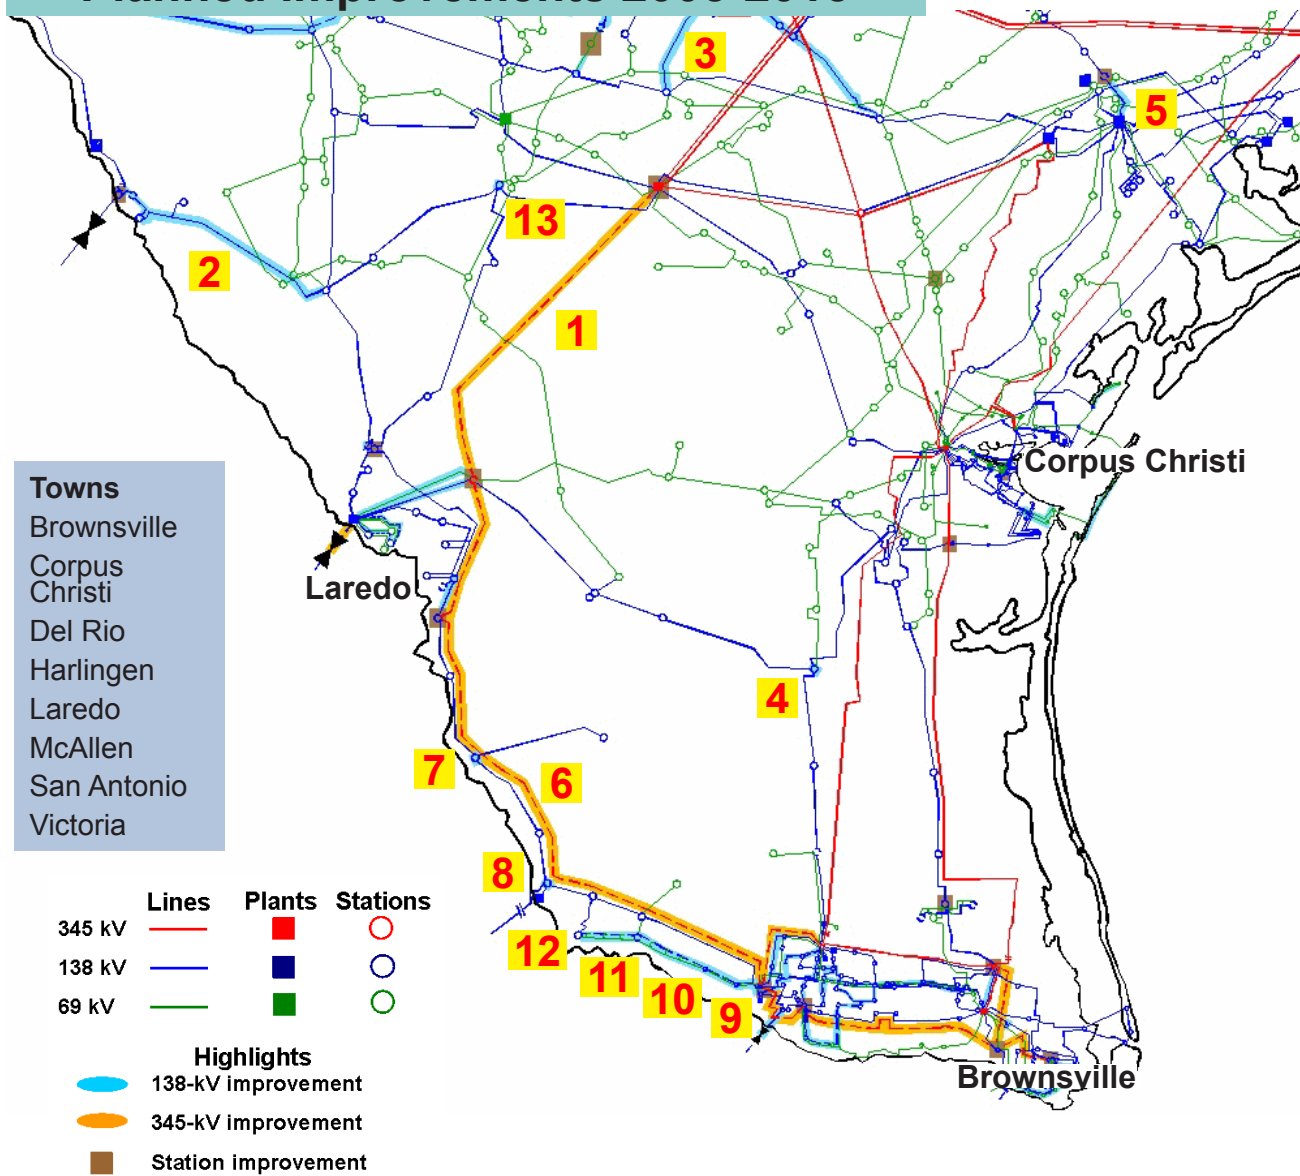 3
5
13
2
1
Corpus Christi
Towns
Brownsville
Corpus
Christi
Del Rio
Harlingen
Laredo
McAllen
San Antonio
Victoria
Laredo
4
7
6
8
12
11
10
9
Brownsville
Lines Plants Stations
345 kV
138 kV
69 kV
Highlights
138-kV improvement
345-kV improvement
Station improvement